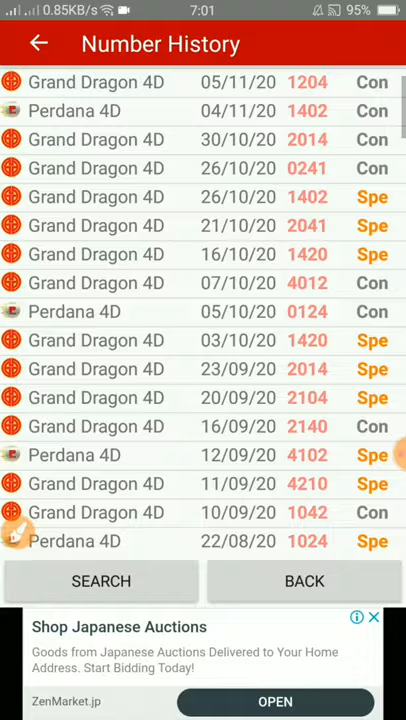 0.85KB/s 7:01 95%
Number History
Grand Dragon 4D 05/11/20 1204 Con
Perdana 4D 04/11/20 1402 Con
Grand Dragon 4D 30/10/20 2014 Con
Grand Dragon 4D 26/10/20 0241 Con
Grand Dragon 4D 26/10/20 1402 Spe
Grand Dragon 4D 21/10/20 2041 Spe
Grand Dragon 4D 16/10/20 1420 Spe
Grand Dragon 4D 07/10/20 4012 Con
Perdana 4D 05/10/20 0124 Con
Grand Dragon 4D 03/10/20 1420 Spe
Grand Dragon 4D 23/09/20 2014 Spe
Grand Dragon 4D 20/09/20 2104 Spe
Grand Dragon 4D 16/09/20 2140 Con
Perdana 4D 12/09/20 4102 Spe
Grand Dragon 4D 11/09/20 4210 Spe
Grand Dragon 4D 10/09/20 1042 Con
Perdana 4D 22/08/20 1024 Spe
SEARCH BACK
Shop Japanese Auctions
Goods from Japanese Auctions Delivered to Your Home
Address. Start Bidding Today!
ZenMarket.jp OPEN